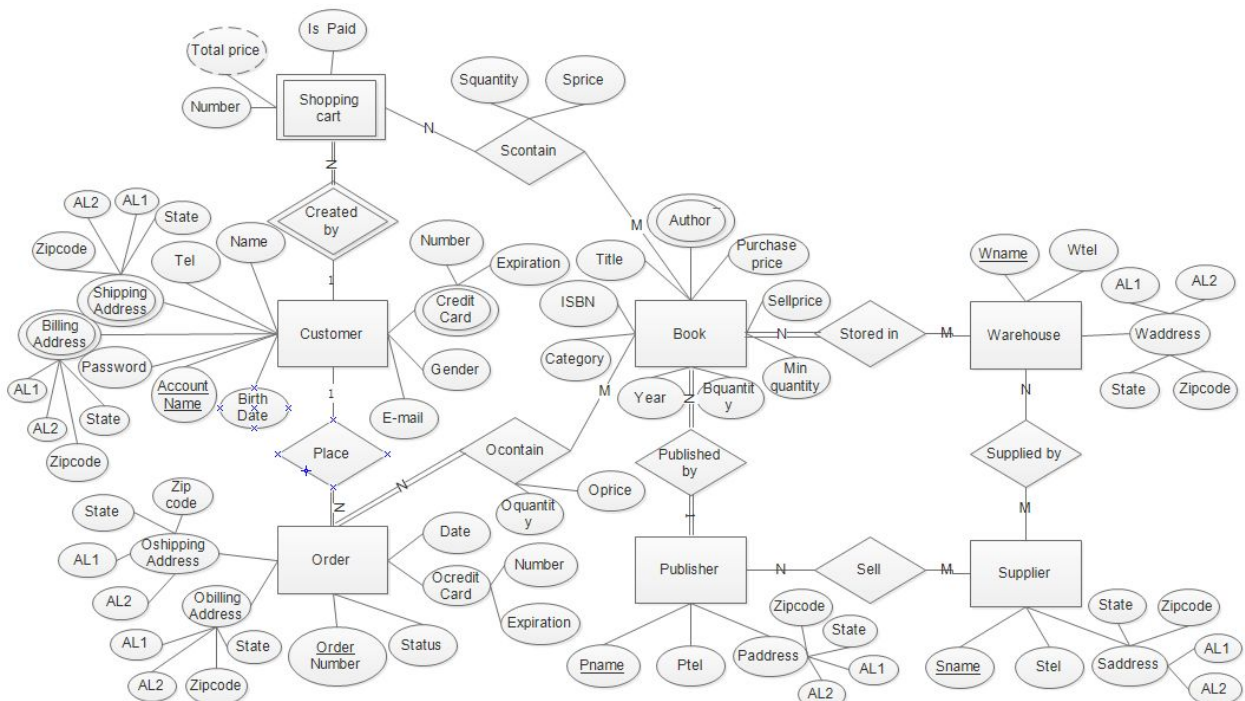 Is Paid
Total price
Number
Shopping
cart
Squantity
Sprice
N
Scontain
N
M
AL2
AL1
State
Zipcode
Tel
Name
Created
by
Number
Expiration
Author
Title
Purchase
price
Wname
Wtel
AL1
AL2
Shipping
Address
1
Credit
Card
ISBN
Sellprice
Billing
Address
Customer
Book
N
Stored in
M
Warehouse
Waddress
Password
Gender
Category
Min
quantity
State
Zipcode
AL1
AL2
State
Zipcode
Account
Name
Birth
Date
1
E-mail
M
Year
Bquantit
y
N
N
Place
Ocontain
Published
by
Supplied by
N
N
Oquantit
y
Oprice
1
M
Zip
code
State
Oshipping
Address
AL1
AL2
Order
Date
Ocredit
Card
Number
Expiration
Publisher
N
Sell
M
Supplier
Obilling
Address
AL1
AL2
State
Zipcode
Order
Number
Status
Pname
Ptel
Paddress
Zipcode
State
AL1
AL2
Sname
Stel
Saddress
State
Zipcode
AL1
AL2